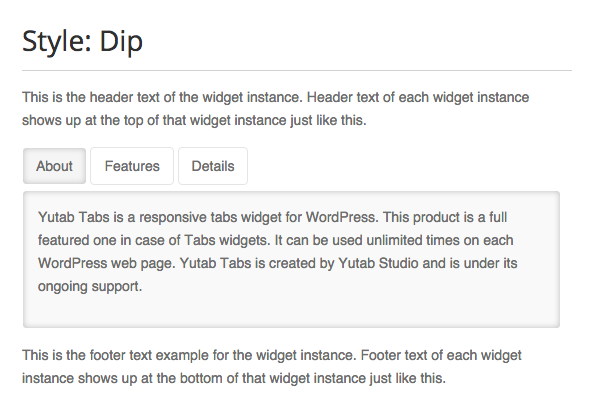 Style: Dip
This is the header text of the widget instance. Header text of each widget instance
shows up at the top of that widget instance just like this.
About Features Details
Yutab Tabs is a responsive tabs widget for WordPress. This product is a full
featured one in case of Tabs widgets. It can be used unlimited times on each
WordPress web page. Yutab Tabs is created by Yutab Studio and is under its
ongoing support.
This is the footer text example for the widget instance. Footer text of each widget
instance shows up at the bottom of that widget instance just like this.